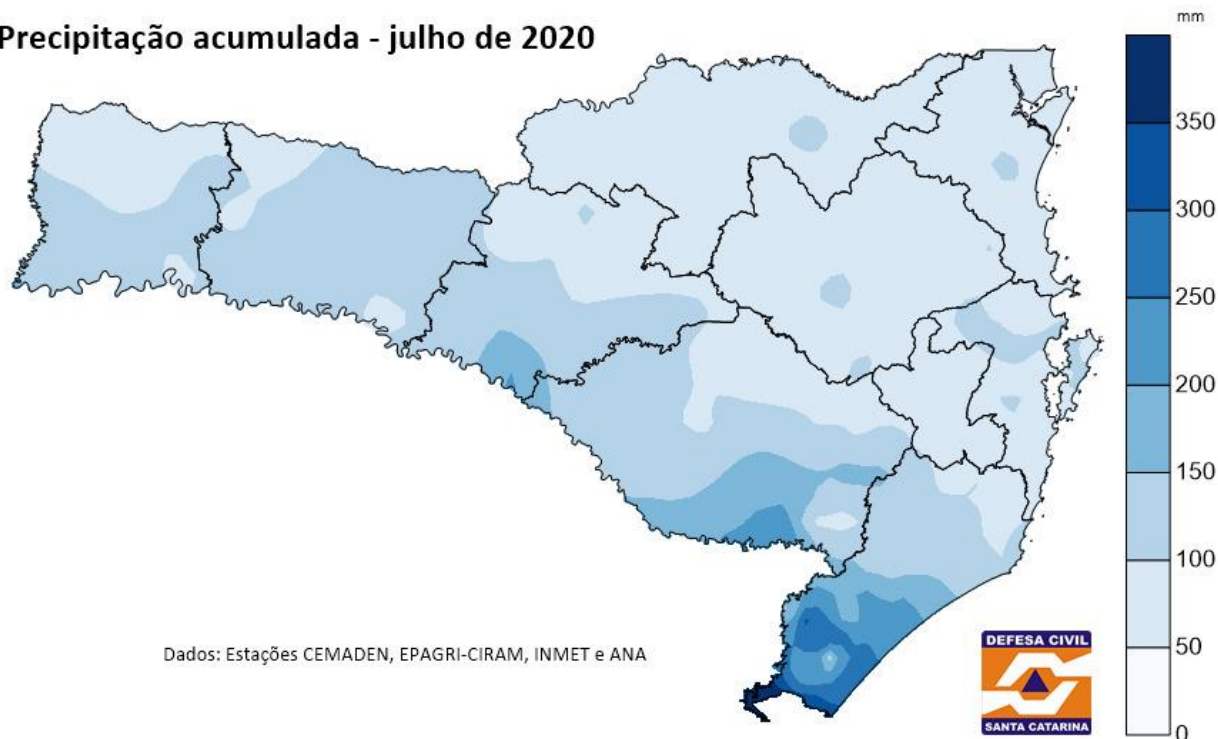 Precipitação acumulada - julho de 2020
mm
350
300
250
200
150
100
50
0
Dados: Estações CEMADEN, EPAGRI-CIRAM, INMET e ANA
DEFESA CIVIL
SANTA CATARINA